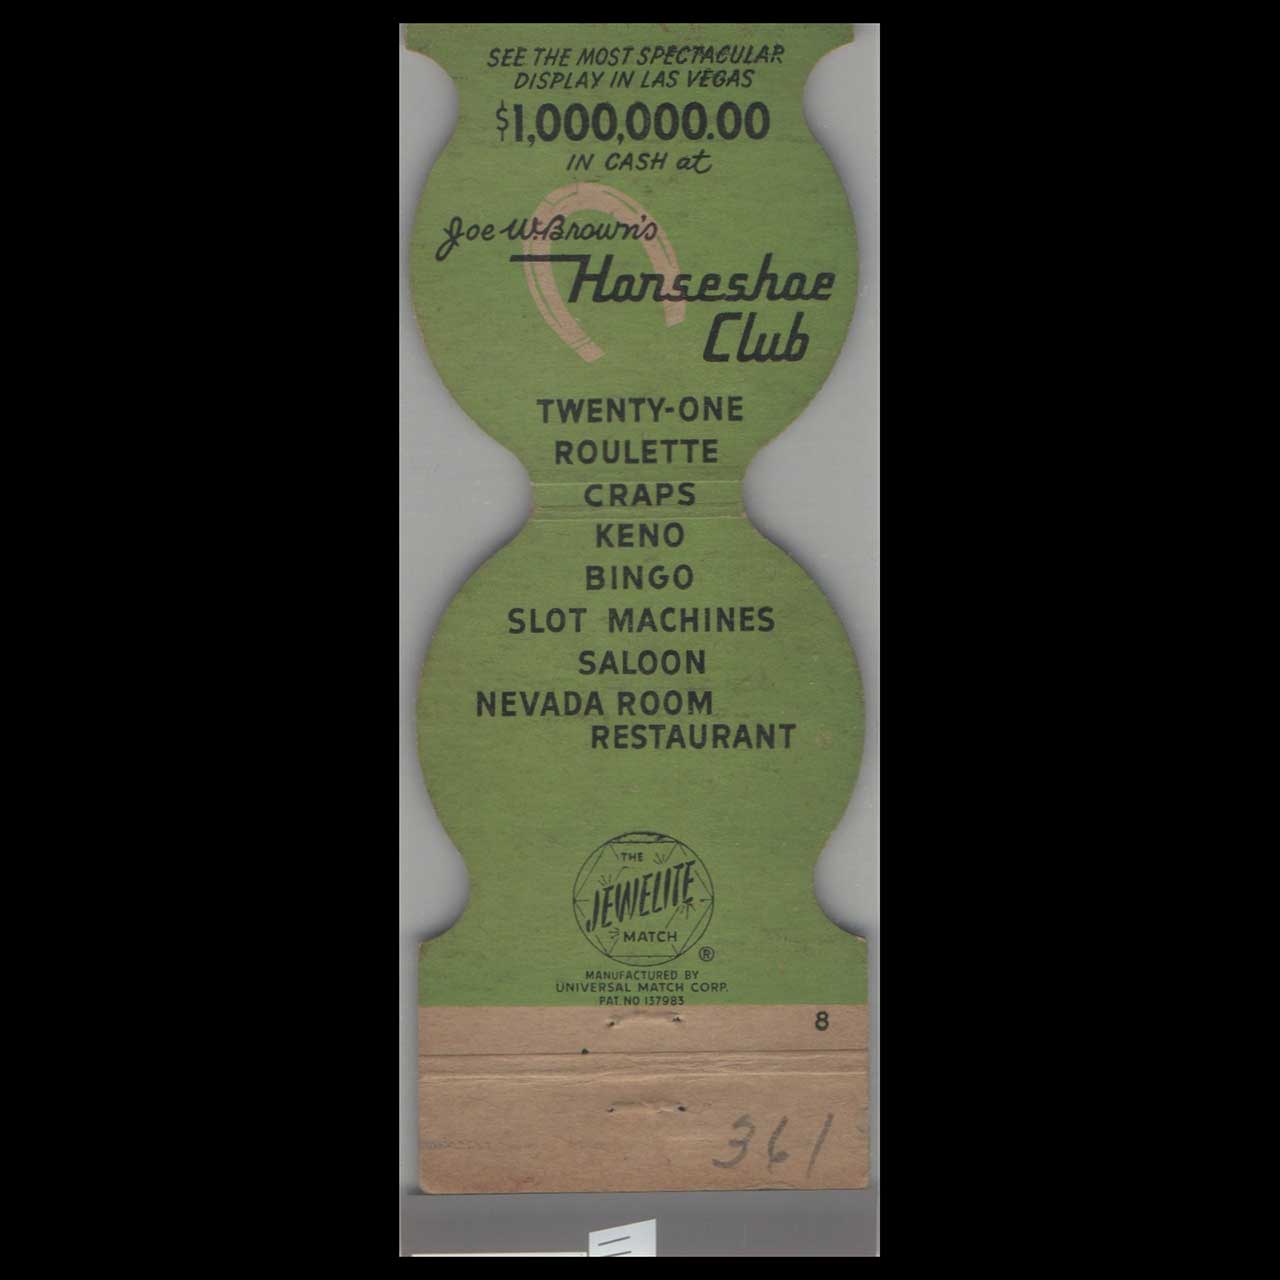 SEE THE MOST SPECTACULAR
DISPLAY IN LAS VEGAS
$1,000,000.00
IN CASH at
Joe W. Brown's
Horseshoe
Club
TWENTY-ONE
ROULETTE
CRAPS
KENO
BINGO
SLOT MACHINES
SALOON
NEVADA ROOM
RESTAURANT
THE
JEWELITE
MATCH
®
MANUFACTURED BY
UNIVERSAL MATCH CORP.
PAT. NO 137983
8
361